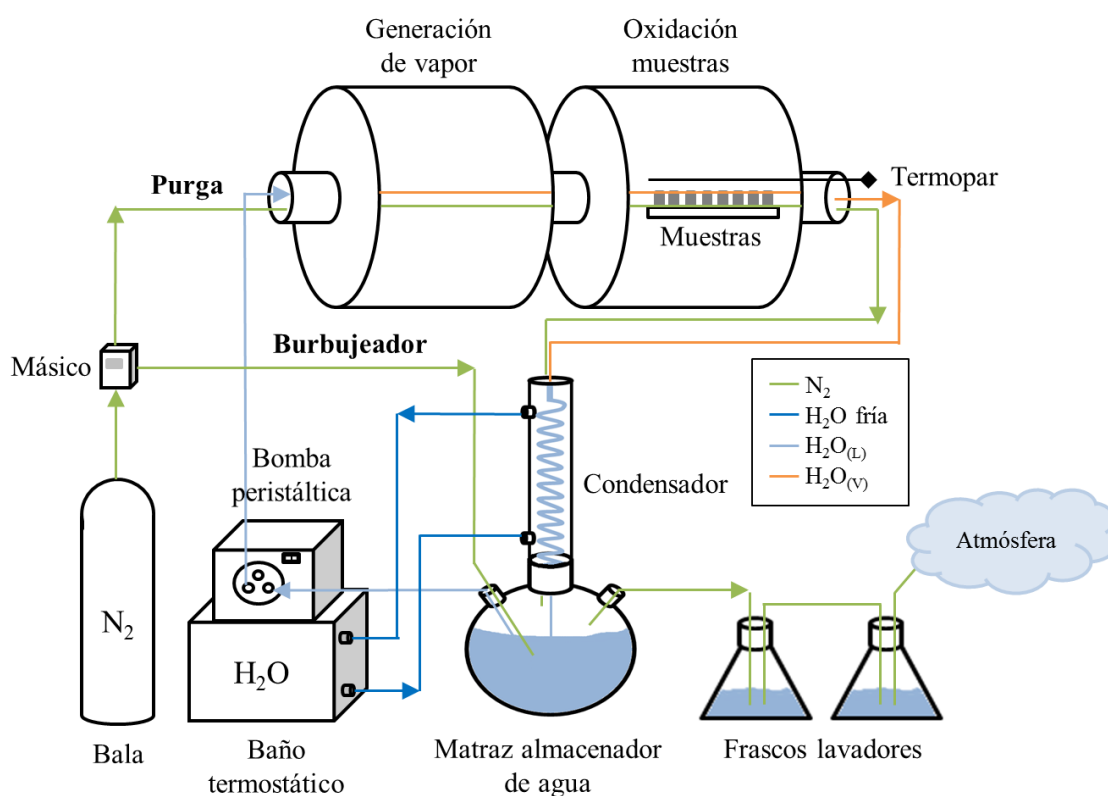 Generación
de vapor
Oxidación
muestras
Purga
Termopar
Muestras
Burbujeador
Másico
N₂
H₂O fría
H₂O(L)
H₂O(V)
Bomba
peristáltica
Condensador
Atmósfera
N₂
H₂O
Bala
Baño
termostático
Matraz almacenador
de agua
Frascos lavadores